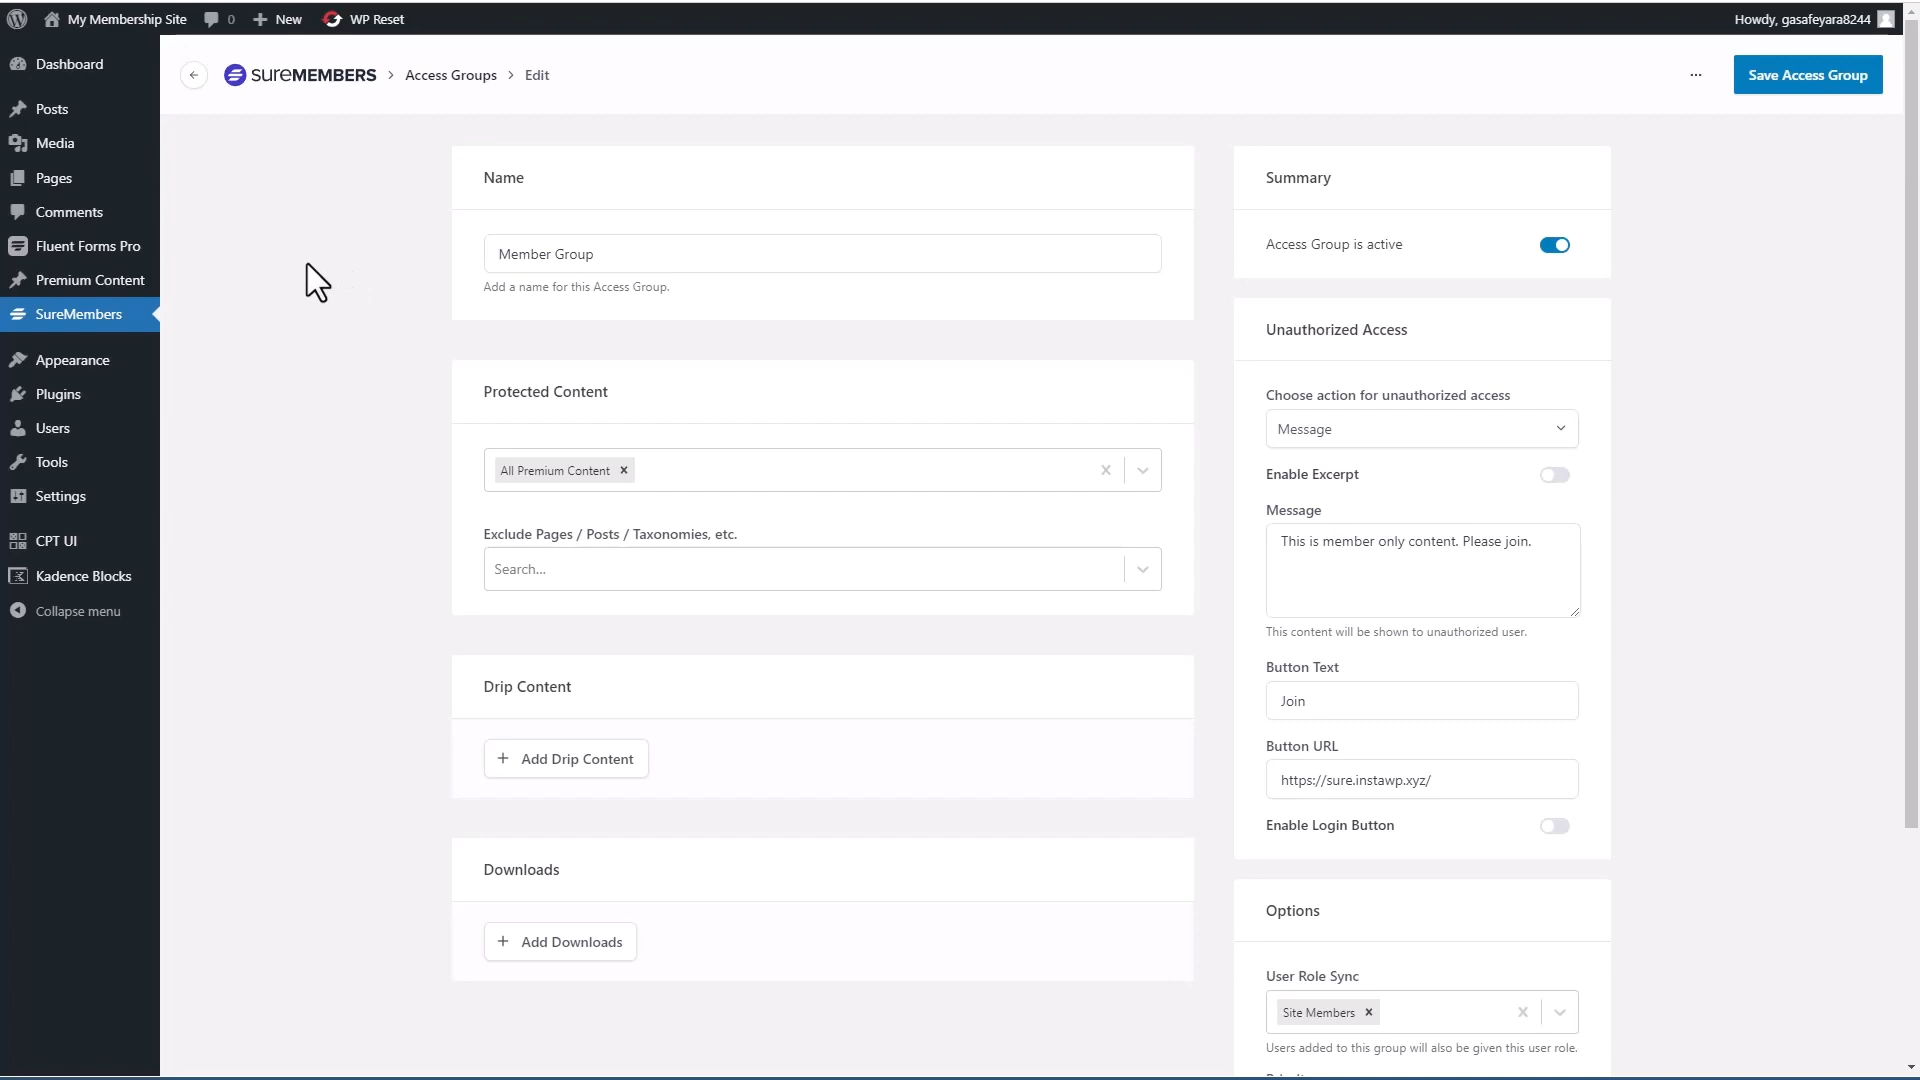 My Membership Site
0
New
WP Reset
Howdy, gasafeyara8244
Dashboard
Posts
Media
Pages
Comments
Fluent Forms Pro
Premium Content
SureMembers
Appearance
Plugins
Users
Tools
Settings
CPT UI
Kadence Blocks
Collapse menu
SUREMEMBERS > Access Groups > Edit
...
Save Access Group
Name
Member Group
Add a name for this Access Group.
Protected Content
All Premium Content
Exclude Pages / Posts / Taxonomies, etc.
Search...
Drip Content
+ Add Drip Content
Downloads
+ Add Downloads
Summary
Access Group is active
Unauthorized Access
Choose action for unauthorized access
Message
Enable Excerpt
Message
This is member only content. Please join.
This content will be shown to unauthorized user.
Button Text
Join
Button URL
https://sure.instawp.xyz/
Enable Login Button
Options
User Role Sync
Site Members
Users added to this group will also be given this user role.